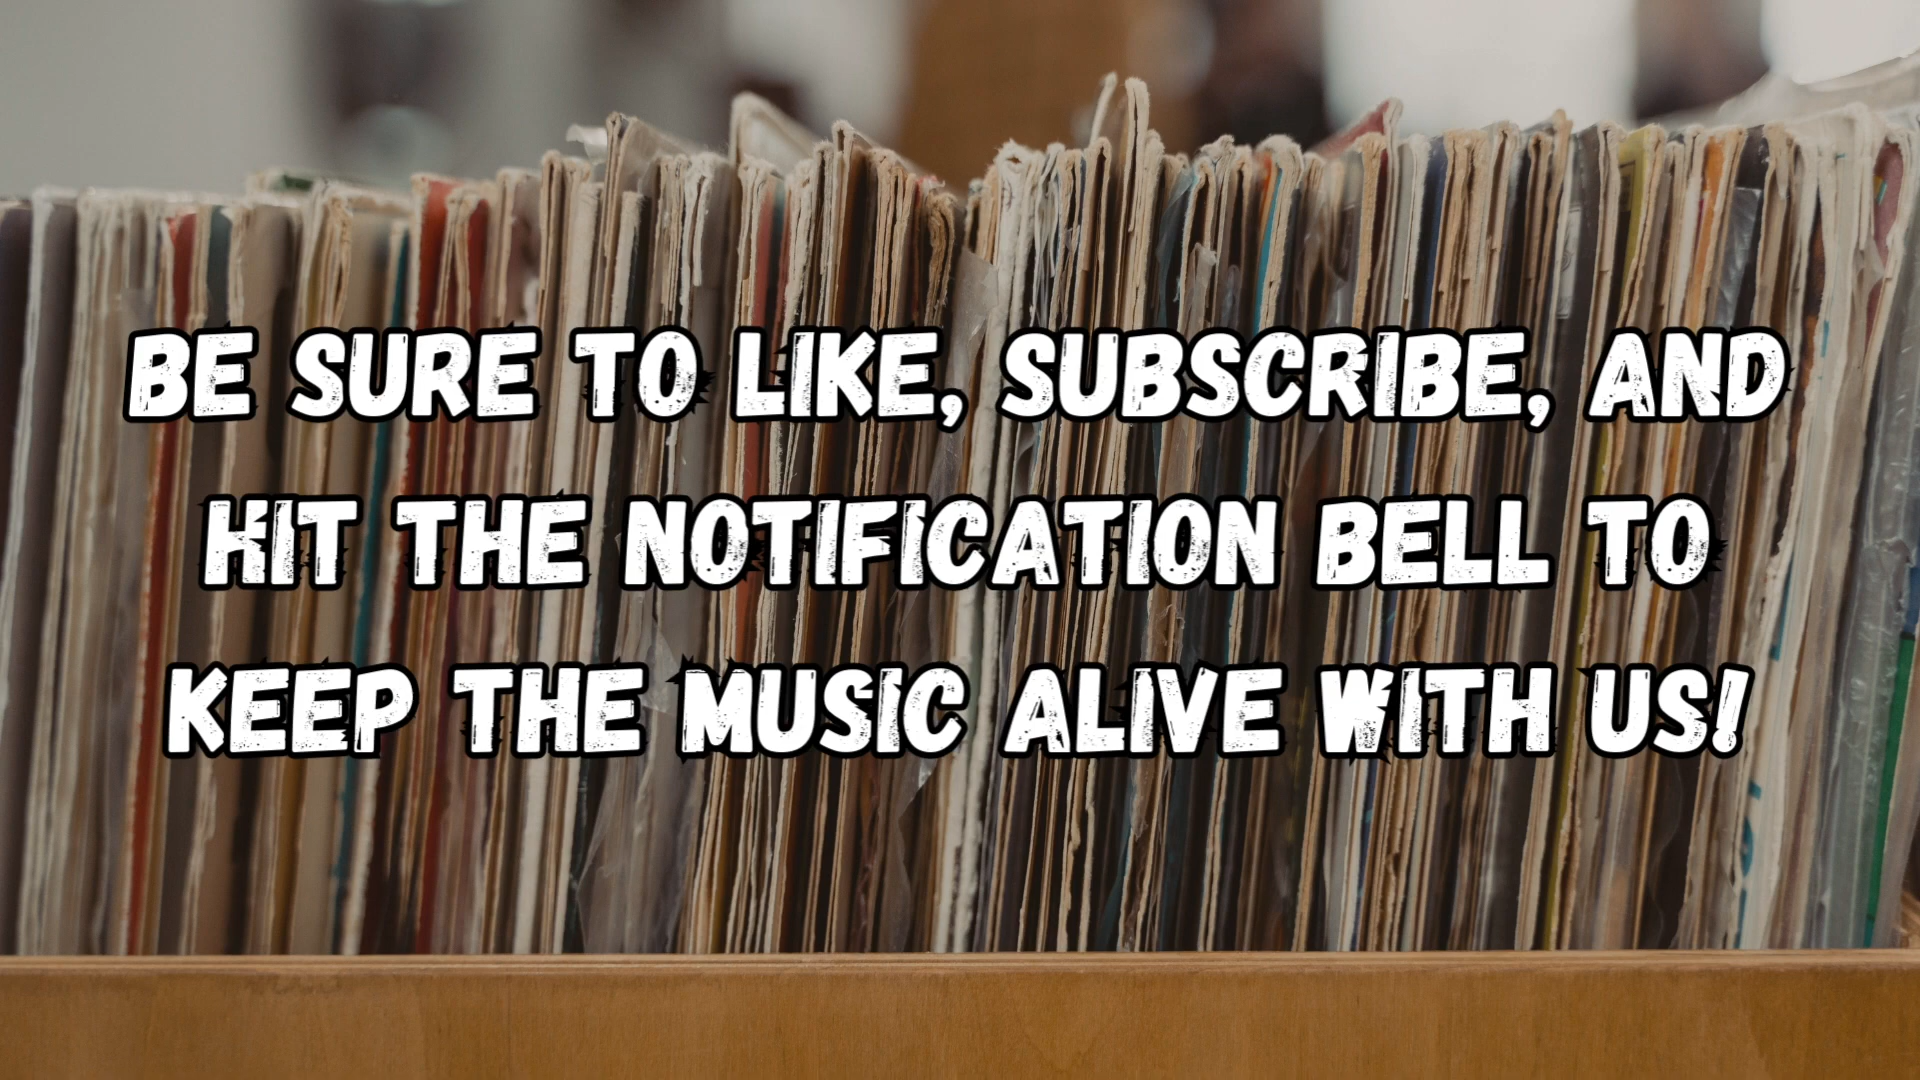 BE SURE TO LIKE, SUBSCRIBE, AND
HIT THE NOTIFICATION BELL TO
KEEP THE MUSIC ALIVE WITH US!